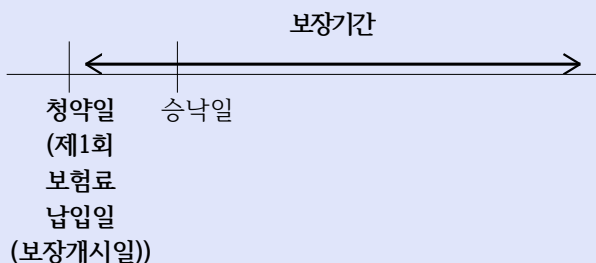 보장기간
청약일
(제1회
보험료
납입일
(보장개시일))
승낙일